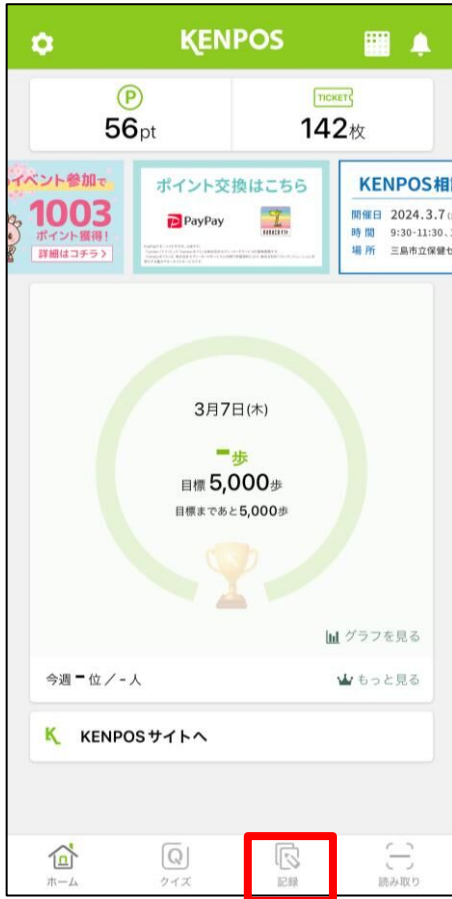 KENPOS
P
TICKET
56pt
142枚
イベント参加で
1003
ポイント獲得!
詳細はコチラ>
ポイント交換はこちら
PayPay
KENPOS相
開催日 2024.3.7
時間 9:30-11:30
場所 三島市立保健セ
3月7日(木)
-歩
目標 5,000歩
目標まであと5,000歩
グラフを見る
今週 - 位 / - 人
もっと見る
K KENPOSサイトへ
Q
ホーム
クイズ
記録
読み取り